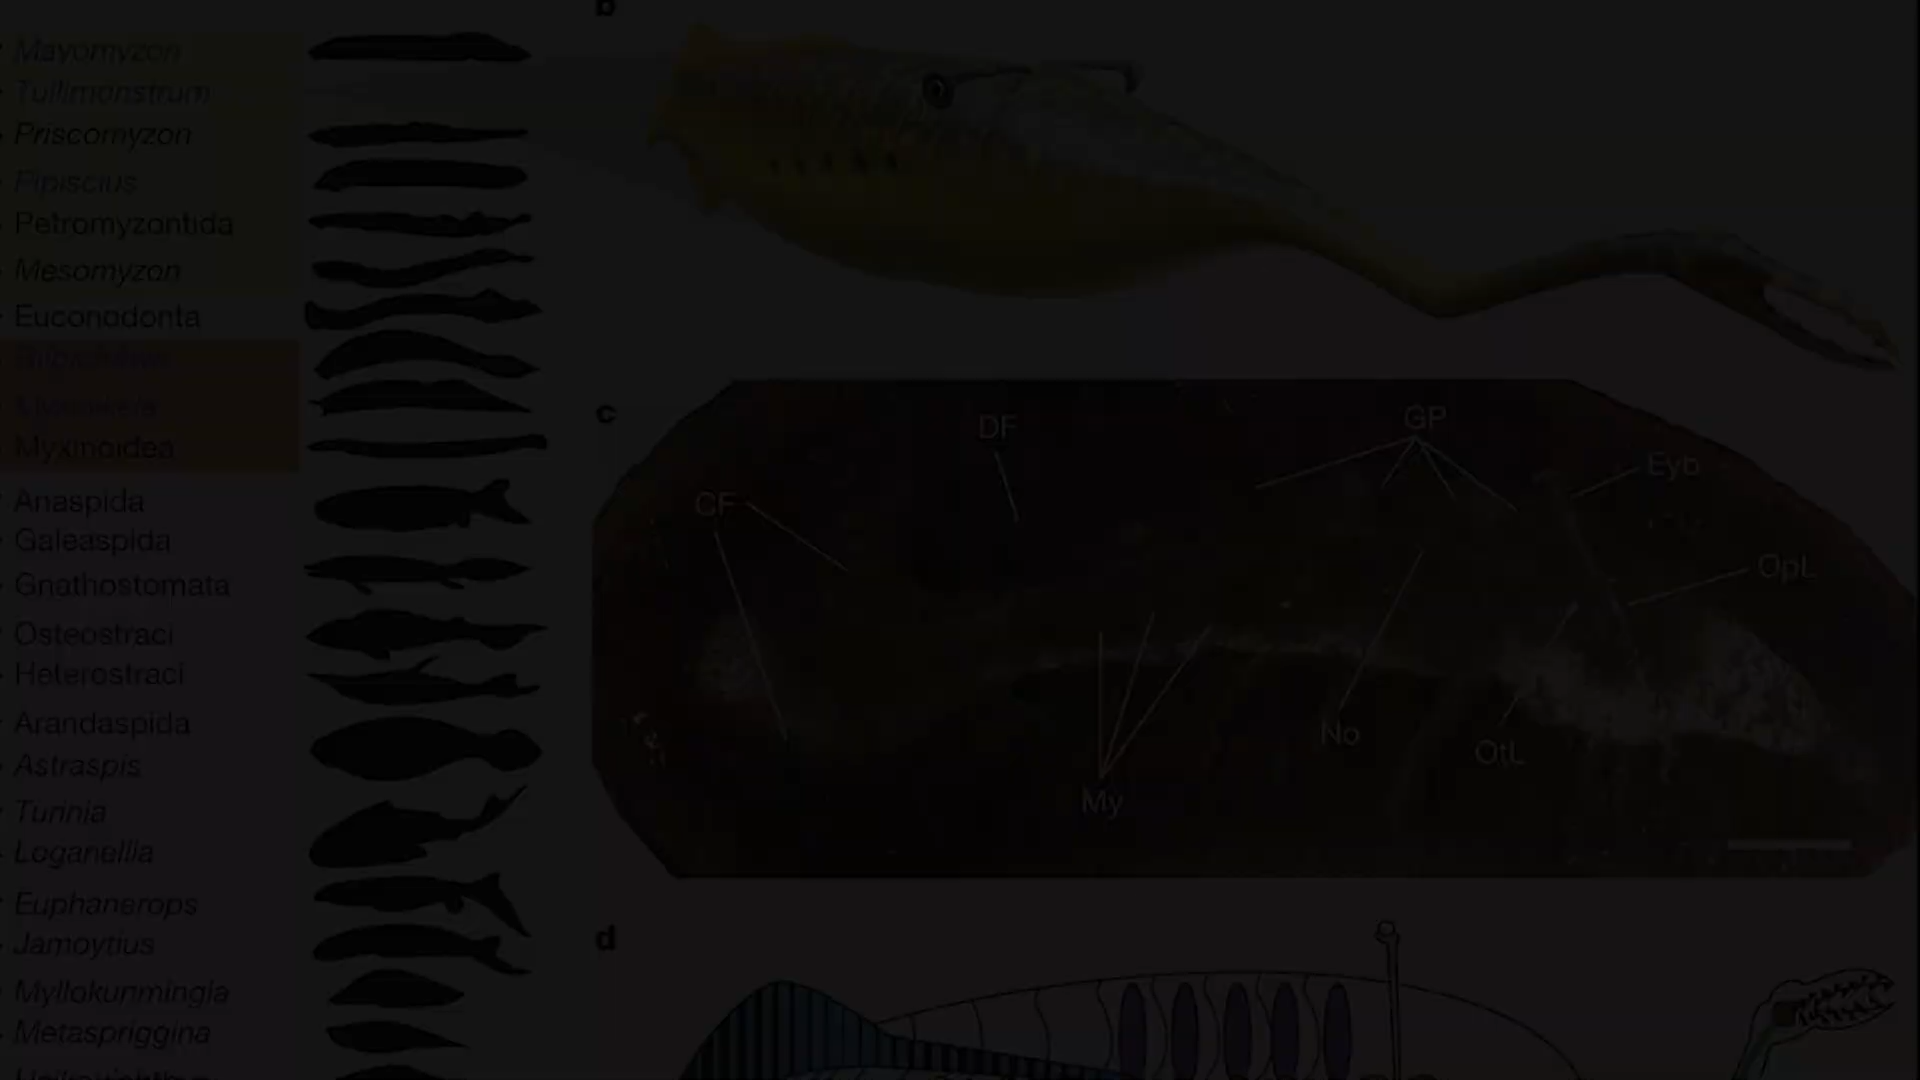 b
Mayomyzon
Tullimonstrum
Priscomyzon
Pipiscius
Petromyzontida
Mesomyzon
Euconodonta
Myxinoidea
Anaspida
Galeaspida
Gnathostomata
Osteostraci
Heterostraci
Arandaspida
Astraspis
Turinia
Loganellia
Euphanerops
Jamoytius
Myllokunmingia
Metaspriggina
c
DF
GP
Eyb
CF
OpL
No
OtL
My
d